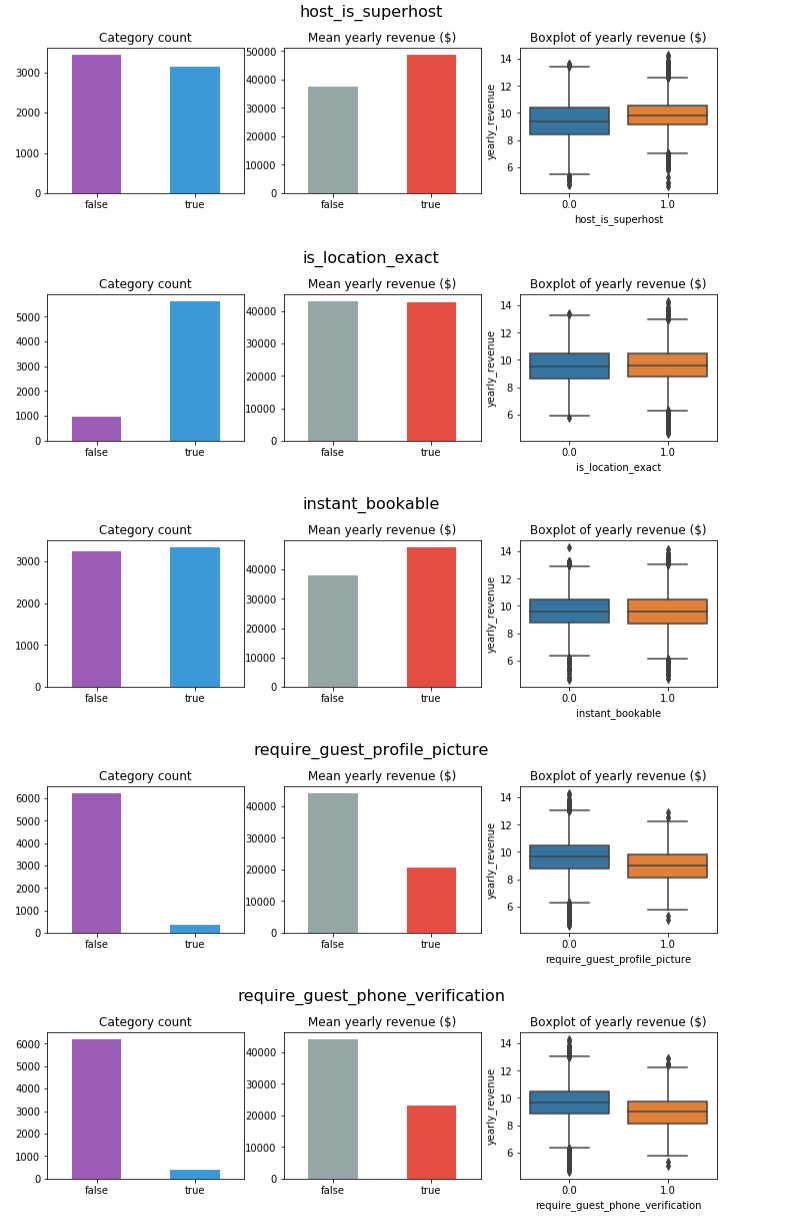 host_is_superhost
Category count
Mean yearly revenue ($)
Boxplot of yearly revenue ($)
3000
2000
1000
0
false
true
50000
40000
30000
20000
10000
0
false
true
yearly_revenue
14
12
10
8
6
0.0
1.0
host_is_superhost
is_location_exact
Category count
Mean yearly revenue ($)
Boxplot of yearly revenue ($)
5000
4000
3000
2000
1000
0
false
true
40000
30000
20000
10000
0
false
true
yearly_revenue
14
12
10
8
6
0.0
1.0
is_location_exact
instant_bookable
Category count
Mean yearly revenue ($)
Boxplot of yearly revenue ($)
3000
2000
1000
0
false
true
40000
30000
20000
10000
0
false
true
yearly_revenue
14
12
10
8
6
0.0
1.0
instant_bookable
require_guest_profile_picture
Category count
Mean yearly revenue ($)
Boxplot of yearly revenue ($)
6000
5000
4000
3000
2000
1000
0
false
true
40000
30000
20000
10000
0
false
true
yearly_revenue
14
12
10
8
6
0.0
1.0
require_guest_profile_picture
require_guest_phone_verification
Category count
Mean yearly revenue ($)
Boxplot of yearly revenue ($)
6000
5000
4000
3000
2000
1000
0
false
true
40000
30000
20000
10000
0
false
true
yearly_revenue
14
12
10
8
6
0.0
1.0
require_guest_phone_verification